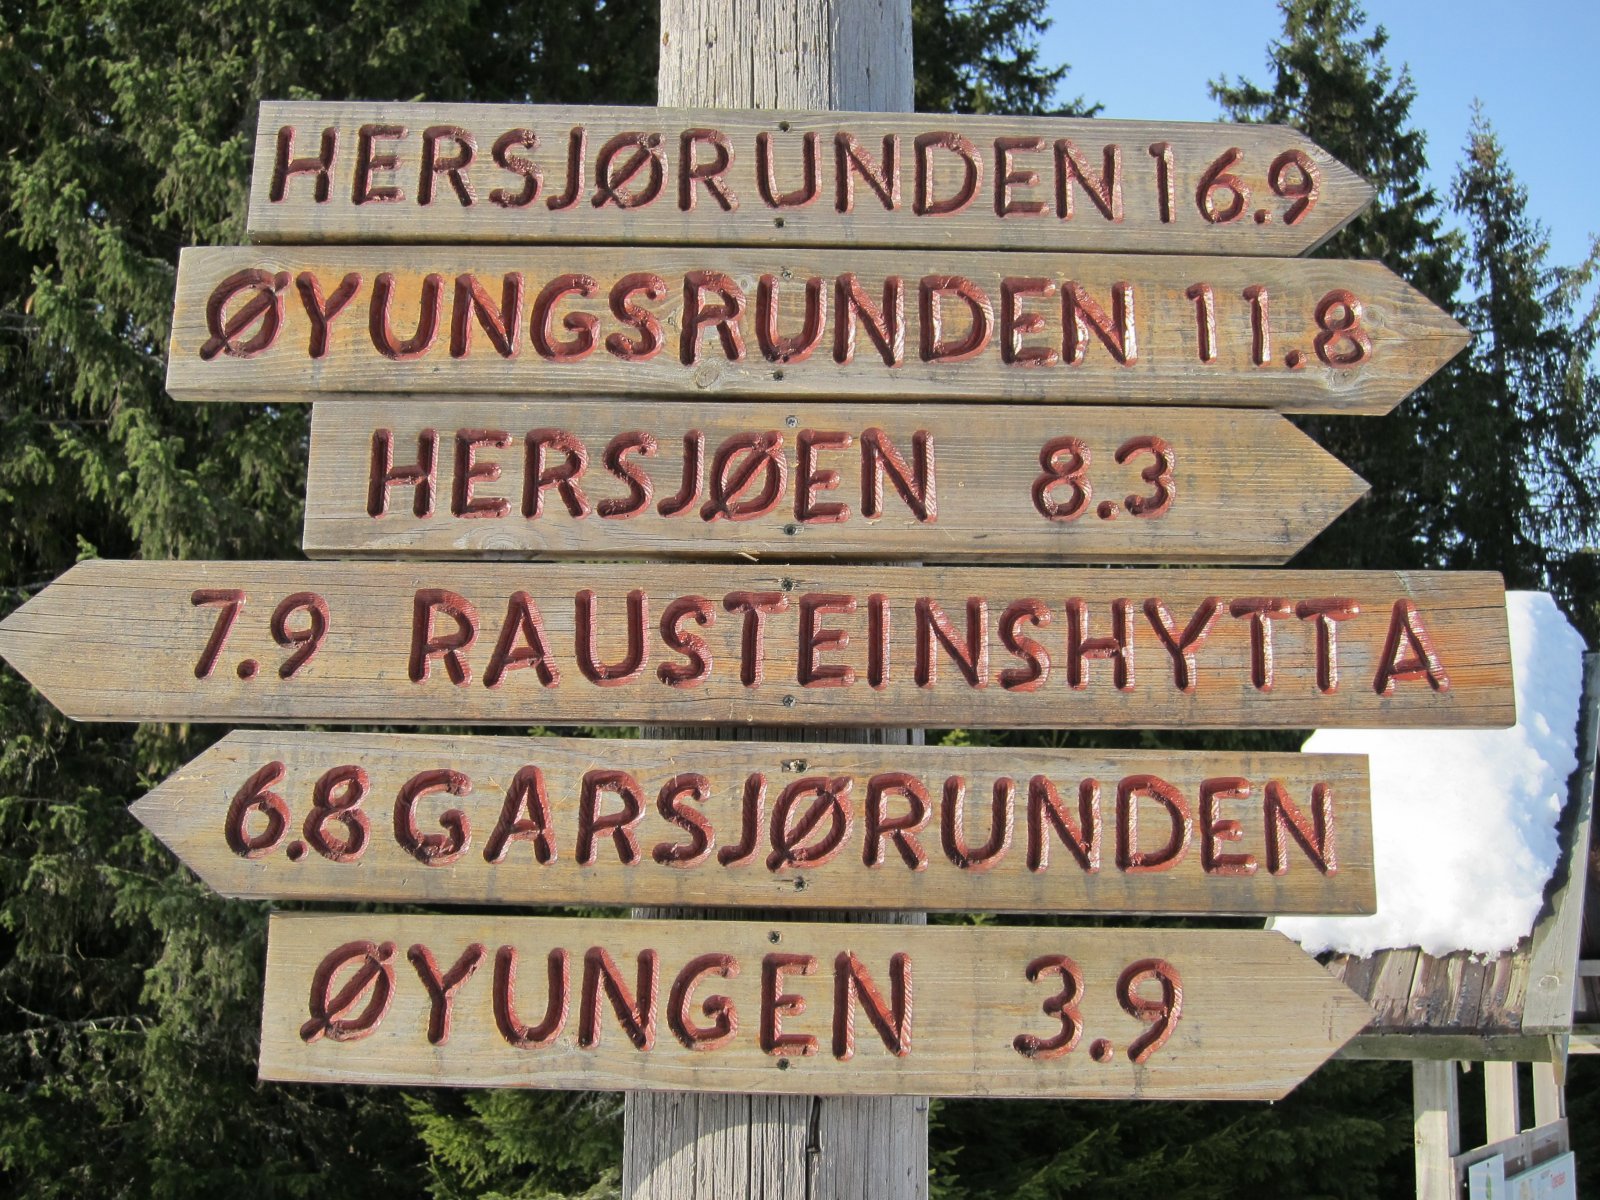 HERSJØRUNDEN 16.9
ØYUNGSRUNDEN 11.8
HERSJØEN 8.3
7.9 RAUSTEINSHYTTA
6.8 GARSJØRUNDEN
ØYUNGEN 3.9